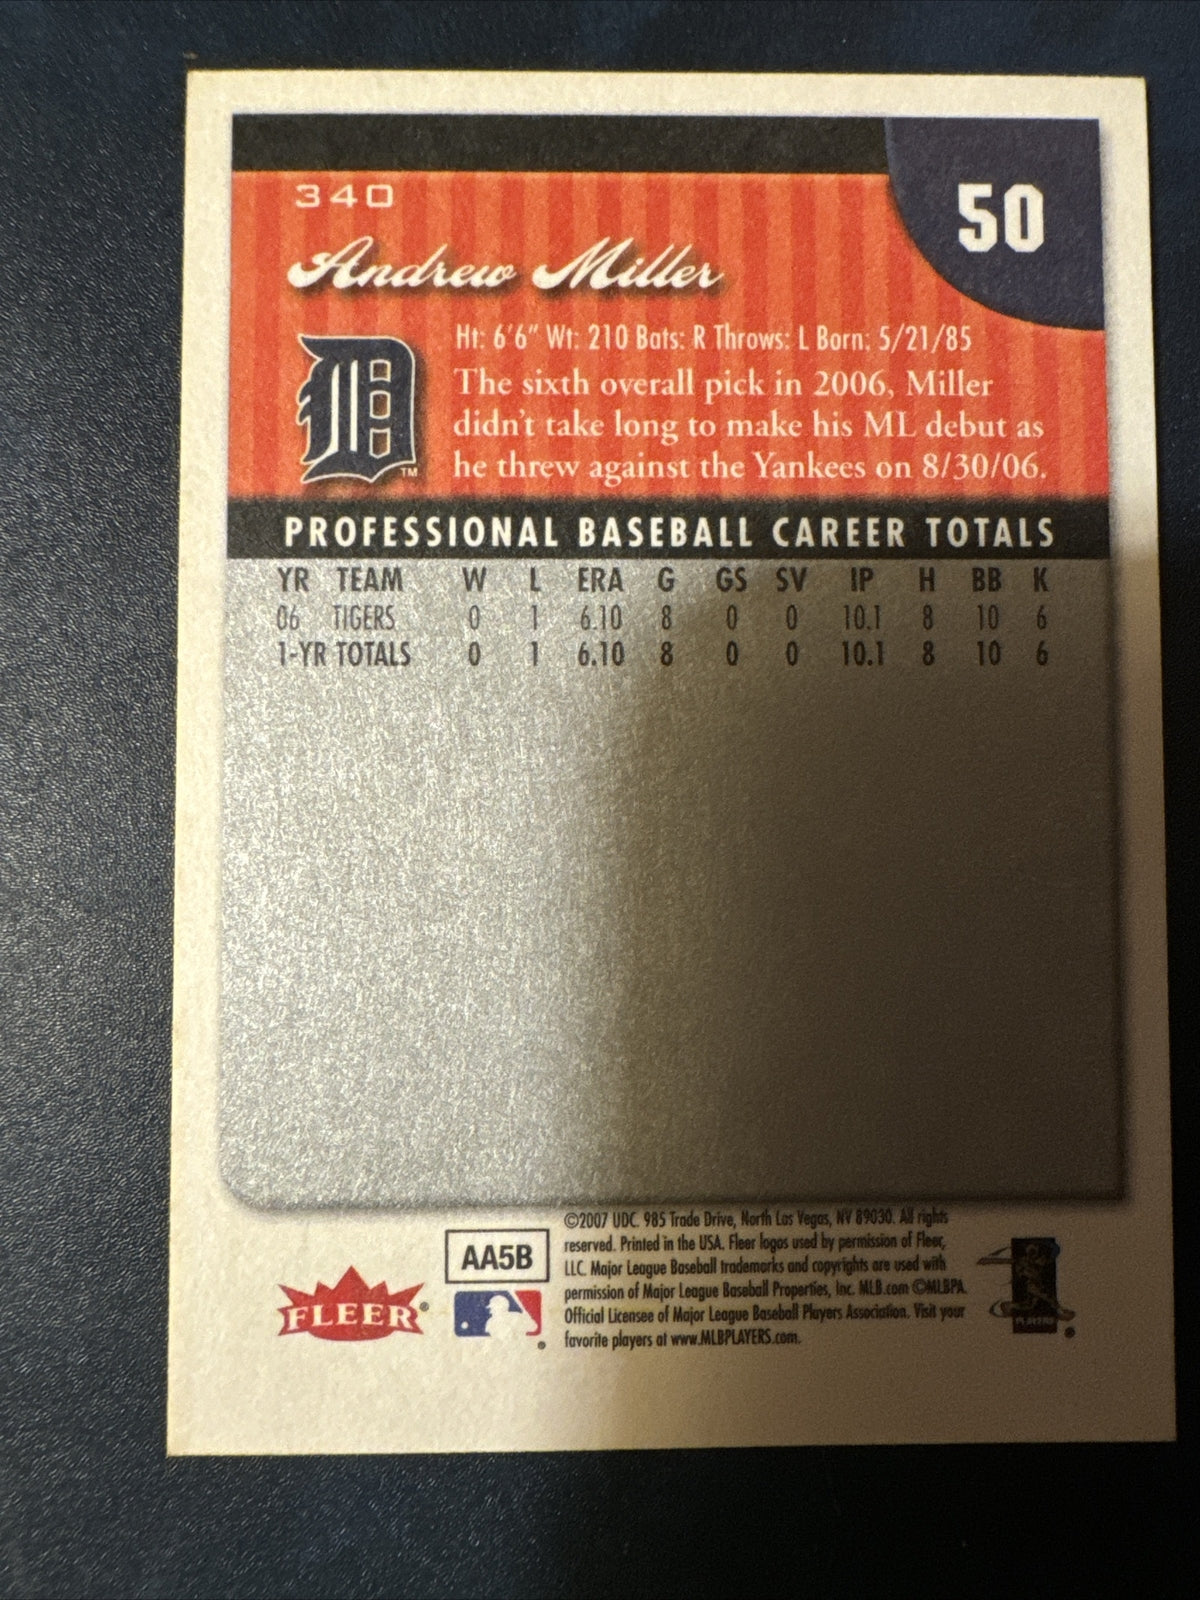 340
50
Andrew Miller
Ht: 6'6" Wt: 210 Bats: R Throws: L Born: 5/21/85
The sixth overall pick in 2006, Miller
didn't take long to make his ML debut as
he threw against the Yankees on 8/30/06.
D
TM
PROFESSIONAL BASEBALL CAREER TOTALS
YR TEAM W L ERA G GS SV IP H BB K
06 TIGERS 0 1 6.10 8 0 0 10.1 8 10 6
1-YR TOTALS 0 1 6.10 8 0 0 10.1 8 10 6
©2007 UDC. 985 Trade Drive, North Las Vegas, NV 89030. All rights
reserved. Printed in the USA. Fleer logos used by permission of Fleer,
LLC. Major League Baseball trademarks and copyrights are used with
permission of Major League Baseball Properties, Inc. MLB.com ©MLBPA.
Official Licensee of Major League Baseball Players Association. Visit your
favorite players at www.MLBPLAYERS.com.
AA5B
FLEER®
PLAYERS